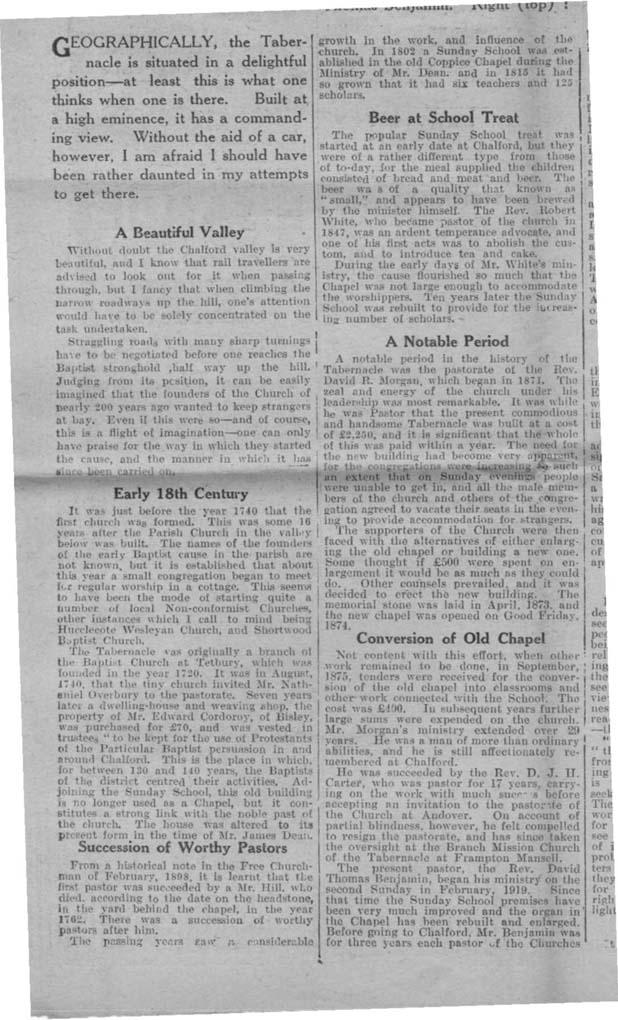 GEOGRAPHICALLY, the Taber-
nacle is situated in a delightful
position—at least this is what one
thinks when one is there. Built at
a high eminence, it has a command-
ing view. Without the aid of a car,
however, I am afraid I should have
been rather daunted in my attempts
to get there.
A Beautiful Valley
Without doubt the Chalford valley is very
beautiful, and I know that rail travellers are
advised to look out for it when passing
through, but I fancy that when climbing the
narrow roadways up the hill, one's attention
would have to be solely concentrated on the
task undertaken.
Straggling roads with many sharp turnings
have to be negotiated before one reaches the
Baptist stronghold ,half way up the hill.
Judging from its position, it can be easily
imagined that the founders of the Church of
nearly 200 years ago wanted to keep strangers
at bay. Even if this were so—and of course,
this is a flight of imagination—one can only
have praise for the way in which they started
the cause, and the manner in which it has
since been carried on.
Early 18th Century
It was just before the year 1740 that the
first church was formed. This was some 16
years after the Parish Church in the valley
below was built. The names of the founders
of the early Baptist cause in the parish are
not known, but it is established that about
this year a small congregation began to meet
for regular worship in a cottage. This seems
to have been the mode of starting quite a
number of local Non-conformist Churches,
other instances which I call to mind being
Hucclecote Wesleyan Church, and Shortwood
Baptist Church.
The Tabernacle was originally a branch of
the Baptist Church at Tetbury, which was
founded in the year 1720. It was in August,
1740, that the tiny church invited Mr. Nath-
eniel Overbury to the pastorate. Seven years
later a dwelling-house and weaving shop, the
property of Mr. Edward Cordoroy, of Bisley,
was purchased for £70, and was vested in
trustees " to be kept for the use of Protestants
of the Particular Baptist persuasion in and
around Chalford. This is the place in which,
for between 130 and 140 years, the Baptists
of the district centred their activities. Ad-
joining the Sunday School, this old building
is no longer used as a Chapel, but it con-
stitutes a strong link with the noble past of
the church. The house was altered to its
present form in the time of Mr. James Dean.
Succession of Worthy Pastors
From a historical note in the Free Church-
man of February, 1898, it is learnt that the
first pastor was succeeded by a Mr. Hill, who
died, according to the date on the headstone,
in the yard behind the chapel, in the year
1762. There was a succession of worthy
pastors after him.
The passing years saw a considerable
growth in the work, and influence of the
church. In 1802 a Sunday School was est-
ablished in the old Coppice Chapel during the
Ministry of Mr. Dean. and in 1815 it had
so grown that it had six teachers and 125
scholars.
Beer at School Treat
The popular Sunday School treat was
started at an early date at Chalford, but they
were of a rather different type from those
of to-day, for the meal supplied the children
consisted of bread and meat and beer. The
beer wa s of a quality that known as
" small," and appears to have been brewed
by the minister himself. The Rev. Robert
White, who became pastor of the church in
1847, was an ardent temperance advocate, and
one of his first acts was to abolish the cus-
tom, and to introduce tea and cake.
During the early days of Mr. White's min-
istry, the cause flourished so much that the
Chapel was not large enough to accommodate
the worshippers. Ten years later the Sunday
School was rebuilt to provide for the increas-
ing number of scholars.
A Notable Period
A notable period in the history of the
Tabernacle was the pastorate of the Rev.
David R. Morgan, which began in 1871. The
zeal and energy of the church under his
leadership was most remarkable. It was while
he was Pastor that the present commodious
and handsome Tabernacle was built at a cost
of £2,250, and it is significant that the whole
of this was paid within a year. The need for
the new building had become very apparent,
for the congregations were increasing to such
an extent that on Sunday evenings people
were unable to get in, and all the male mem-
bers of the church and others of the congre-
gation agreed to vacate their seats in the even-
ing to provide accommodation for strangers.
The supporters of the Church were then
faced with the alternatives of either enlarg-
ing the old chapel or building a new one.
Some thought if £500 were spent on en-
largement it would be as much as they could
do. Other counsels prevailed, and it was
decided to erect the new building. The
memorial stone was laid in April, 1873, and
the new chapel was opened on Good Friday,
1874.
Conversion of Old Chapel
Not content with this effort, when other
work remained to be done, in September,
1875, tenders were received for the conver-
sion of the old chapel into classrooms and
other work connected with the School. The
cost was £490. In subsequent years further
large sums were expended on the church.
Mr. Morgan's ministry extended over 29
years. He was a man of more than ordinary
abilities, and he is still affectionately re-
membered at Chalford.
He was succeeded by the Rev. D. J. H.
Carter, who was pastor for 17 years, carry-
ing on the work with much success before
accepting an invitation to the pastorate of
the Church at Andover. On account of
partial blindness, however, he felt compelled
to resign the pastorate, and has since taken
the oversight at the Branch Mission Church
of the Tabernacle at Frampton Mansell.
The present pastor, the Rev. David
Thomas Benjamin, began his ministry on the
second Sunday in February, 1919. Since
that time the Sunday School premises have
been very much improved and the organ in
the Chapel has been rebuilt and enlarged.
Before going to Chalford, Mr. Benjamin was
for three years each pastor of the Churches